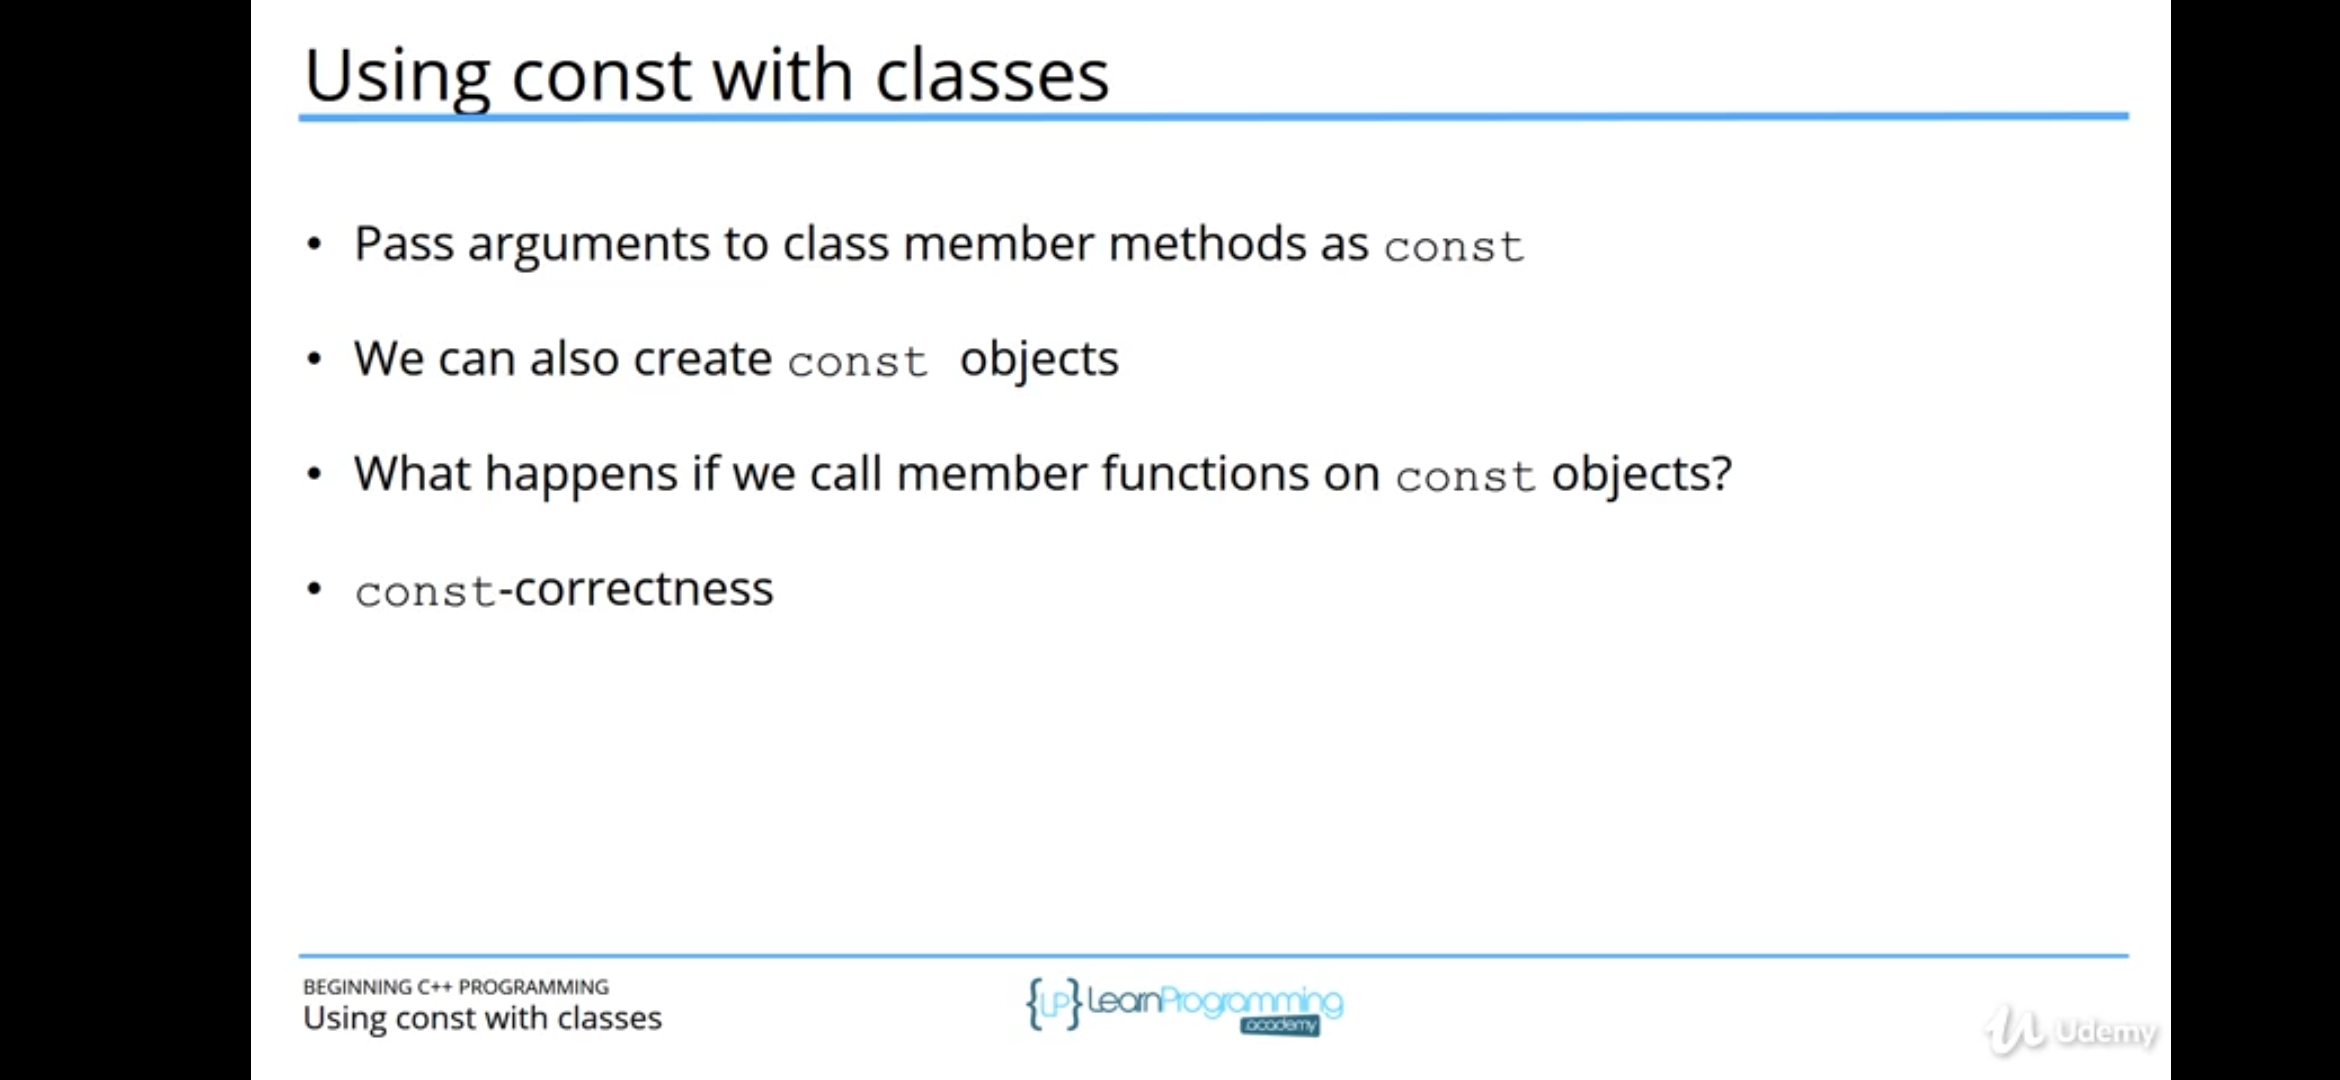 Using const with classes
• Pass arguments to class member methods as const
• We can also create const objects
• What happens if we call member functions on const objects?
• const-correctness
BEGINNING C++ PROGRAMMING
Using const with classes
{LP} LearnProgramming
academy
Udemy